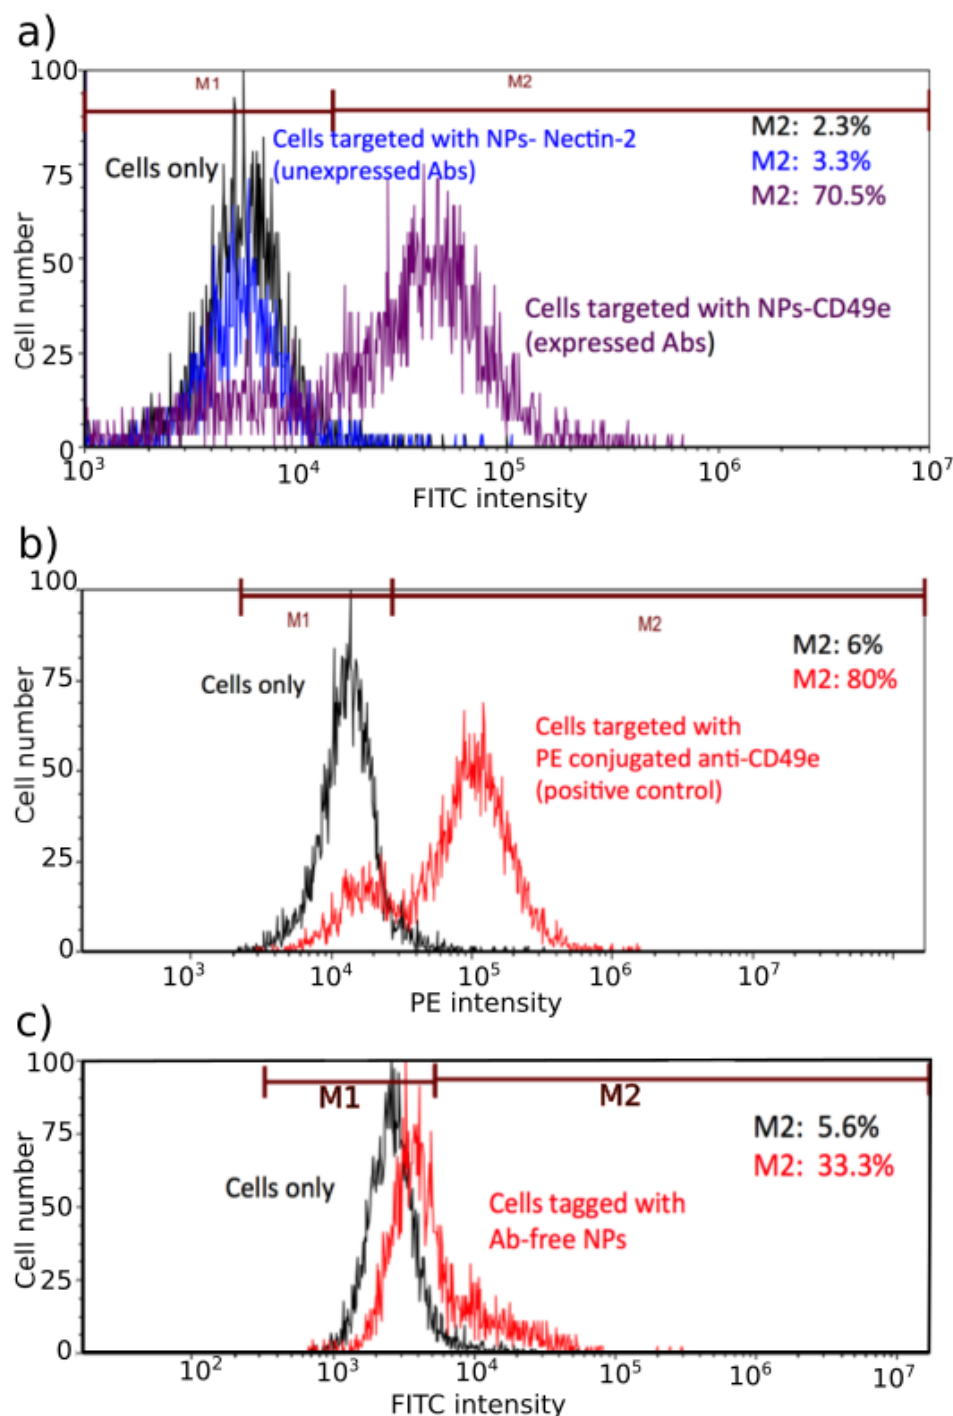 a)
100
M1
M2
Cells only
Cells targeted with NPs- Nectin-2
(unexpressed Abs)
M2: 2.3%
M2: 3.3%
M2: 70.5%
75
50
25
0
Cell number
Cells targeted with NPs-CD49e
(expressed Abs)
10³
10⁴
10⁵
10⁶
10⁷
FITC intensity
b)
100
M1
M2
Cells only
M2: 6%
M2: 80%
75
50
25
0
Cell number
Cells targeted with
PE conjugated anti-CD49e
(positive control)
10³
10⁴
10⁵
10⁶
10⁷
PE intensity
c)
100
M1
M2
Cells only
M2: 5.6%
M2: 33.3%
75
50
25
0
Cell number
Cells tagged with
Ab-free NPs
10²
10³
10⁴
10⁵
10⁶
10⁷
FITC intensity